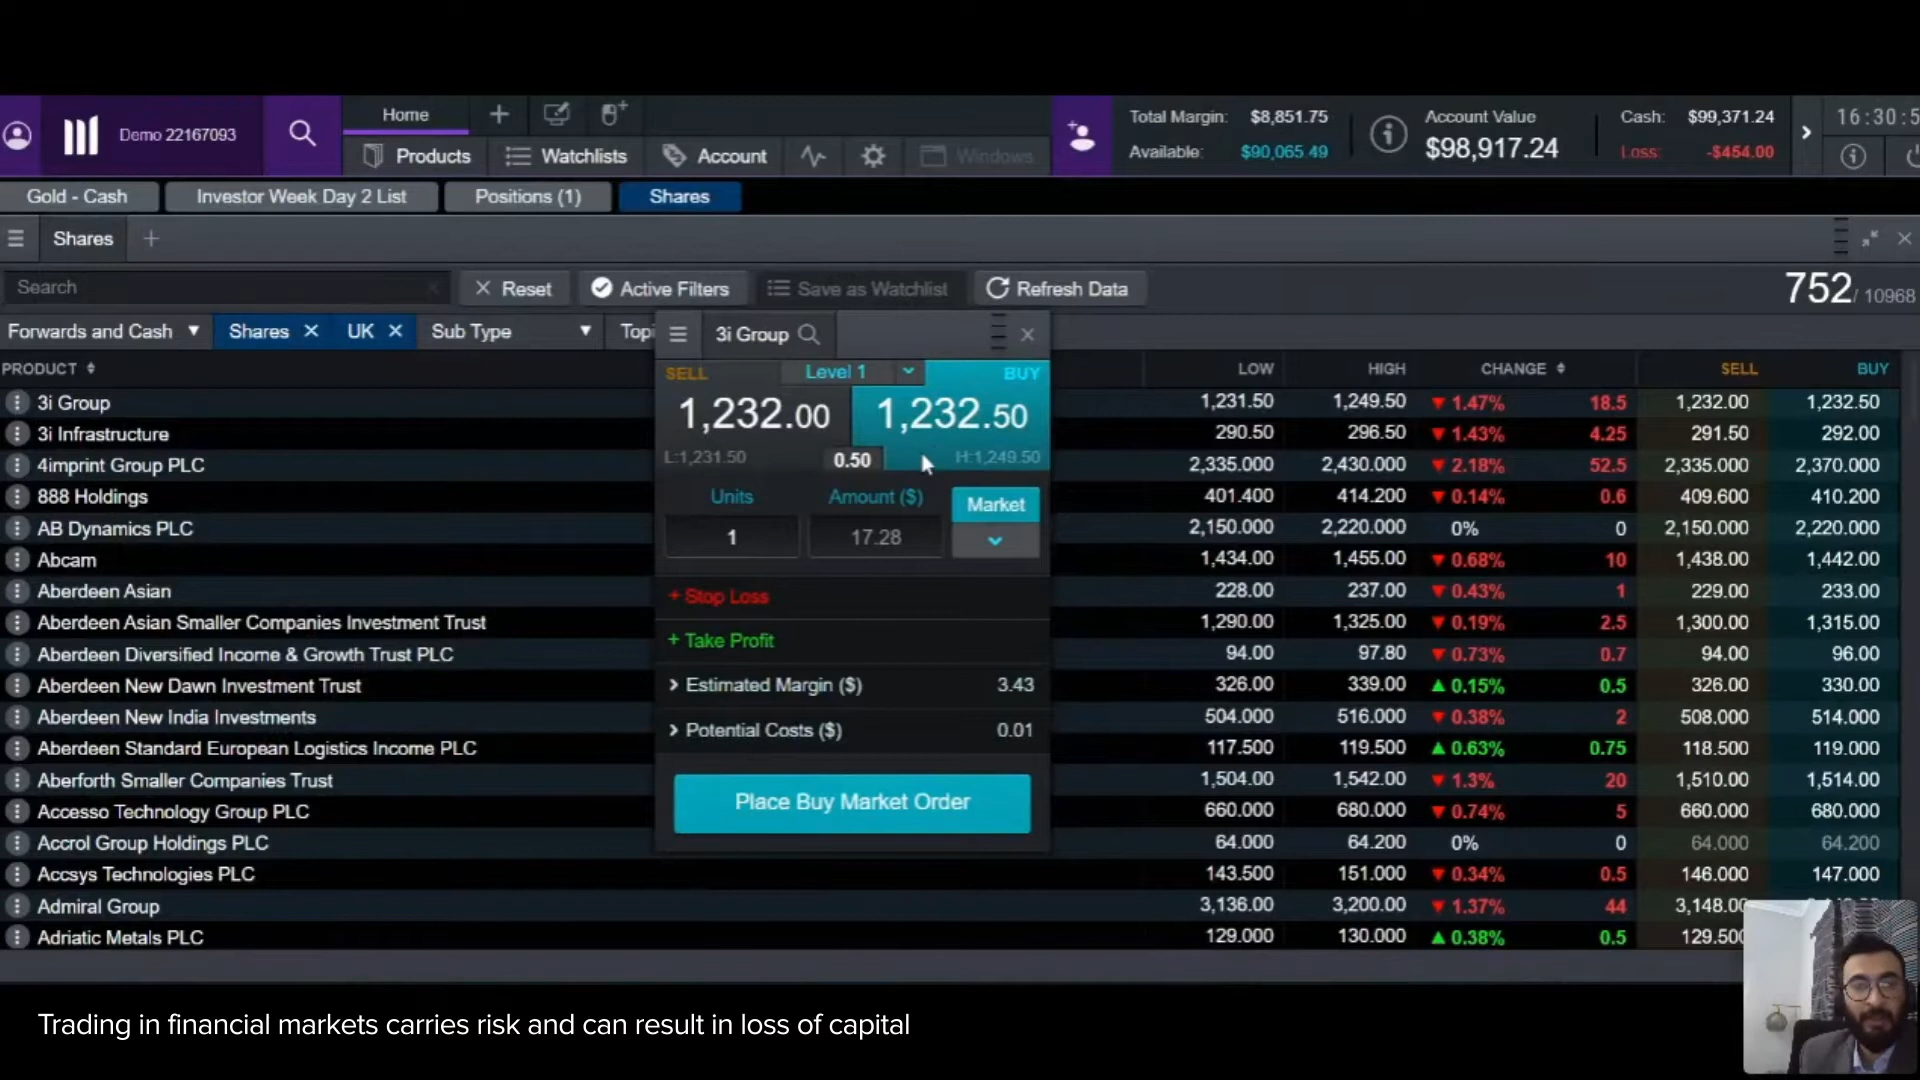 Demo 22167093
Home
Products
Watchlists
Account
Windows
Total Margin: $8,851.75
Available: $90,065.49
Account Value
$98,917.24
Cash: $99,371.24
Loss: -$454.00
16:30:5
Gold - Cash
Investor Week Day 2 List
Positions (1)
Shares
Shares
Search
Reset
Active Filters
Save as Watchlist
Refresh Data
752 / 10968
Forwards and Cash
Shares
UK
Sub Type
Topi
PRODUCT LOW HIGH CHANGE SELL BUY
3i Group 1,231.50 1,249.50 1.47% 18.5 1,232.00 1,232.50
3i Infrastructure 290.50 296.50 1.43% 4.25 291.50 292.00
4imprint Group PLC 2,335.000 2,430.000 2.18% 52.5 2,335.000 2,370.000
888 Holdings 401.400 414.200 0.14% 0.6 409.600 410.200
AB Dynamics PLC 2,150.000 2,220.000 0% 0 2,150.000 2,220.000
Abcam 1,434.00 1,455.00 0.68% 10 1,438.00 1,442.00
Aberdeen Asian 228.00 237.00 0.43% 1 229.00 233.00
Aberdeen Asian Smaller Companies Investment Trust 1,290.00 1,325.00 0.19% 2.5 1,300.00 1,315.00
Aberdeen Diversified Income & Growth Trust PLC 94.00 97.80 0.73% 0.7 94.00 96.00
Aberdeen New Dawn Investment Trust 326.00 339.00 0.15% 0.5 326.00 330.00
Aberdeen New India Investments 504.000 516.000 0.38% 2 508.000 514.000
Aberdeen Standard European Logistics Income PLC 117.500 119.500 0.63% 0.75 118.500 119.000
Aberforth Smaller Companies Trust 1,504.00 1,542.00 1.3% 20 1,510.00 1,514.00
Accesso Technology Group PLC 660.000 680.000 0.74% 5 660.000 680.000
Accrol Group Holdings PLC 64.000 64.200 0% 0 64.000 64.200
Accsys Technologies PLC 143.500 151.000 0.34% 0.5 146.000 147.000
Admiral Group 3,136.00 3,200.00 1.37% 44 3,148.00
Adriatic Metals PLC 129.000 130.000 0.38% 0.5 129.500
3i Group
SELL Level 1 BUY
1,232.00 1,232.50
L:1,231.50 0.50 H:1,249.50
Units Amount ($) Market
1 17.28
+ Stop Loss
+ Take Profit
Estimated Margin ($) 3.43
Potential Costs ($) 0.01
Place Buy Market Order
Trading in financial markets carries risk and can result in loss of capital